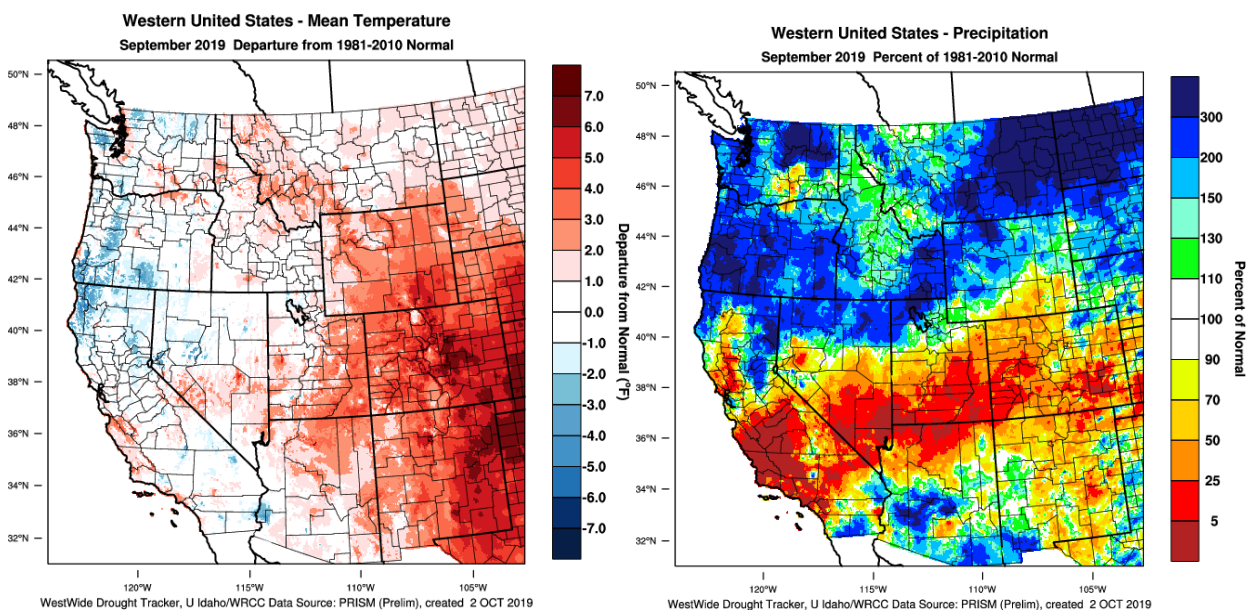 Western United States - Mean Temperature
September 2019 Departure from 1981-2010 Normal
50°N
48°N
46°N
44°N
42°N
40°N
38°N
36°N
34°N
32°N
120°W
115°W
110°W
105°W
7.0
6.0
5.0
4.0
3.0
2.0
1.0
0.0
-1.0
-2.0
-3.0
-4.0
-5.0
-6.0
-7.0
Departure from Normal (°F)
WestWide Drought Tracker, U Idaho/WRCC Data Source: PRISM (Prelim), created 2 OCT 2019
Western United States - Precipitation
September 2019 Percent of 1981-2010 Normal
50°N
48°N
46°N
44°N
42°N
40°N
38°N
36°N
34°N
32°N
120°W
115°W
110°W
105°W
300
200
150
130
110
100
90
70
50
25
5
Percent of Normal
WestWide Drought Tracker, U Idaho/WRCC Data Source: PRISM (Prelim), created 2 OCT 2019